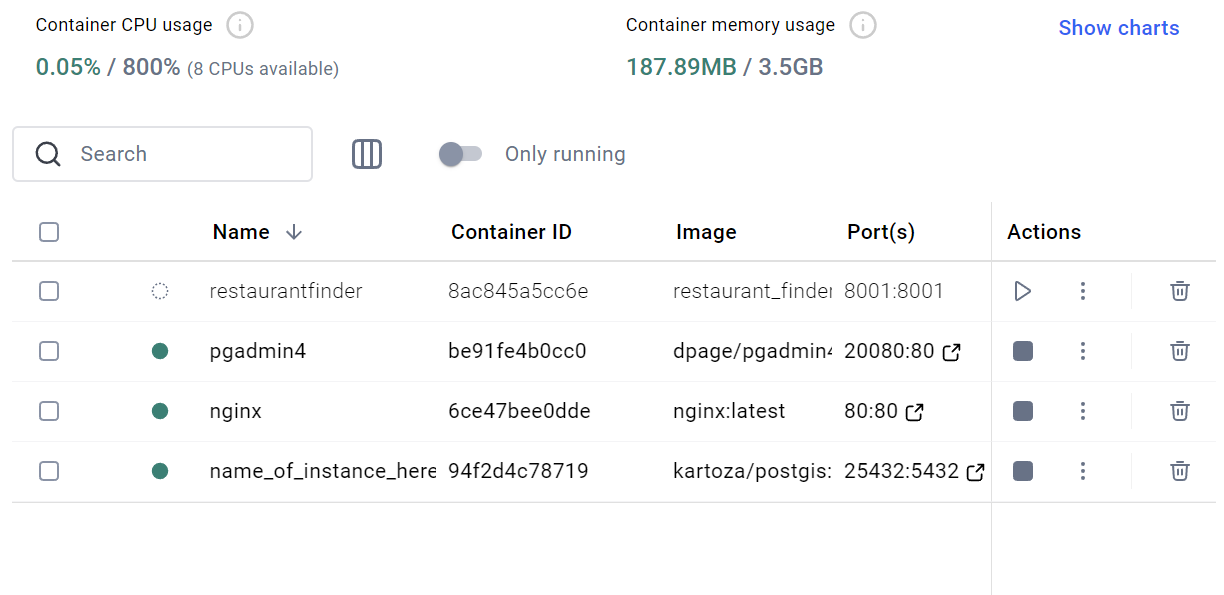 Container CPU usage
Container memory usage
Show charts
0.05% / 800% (8 CPUs available)
187.89MB / 3.5GB
Search
Only running
Name Container ID Image Port(s) Actions
restaurantfinder 8ac845a5cc6e restaurant_finder 8001:8001
pgadmin4 be91fe4b0cc0 dpage/pgadmin4 20080:80
nginx 6ce47bee0dde nginx:latest 80:80
name_of_instance_here 94f2d4c78719 kartoza/postgis: 25432:5432